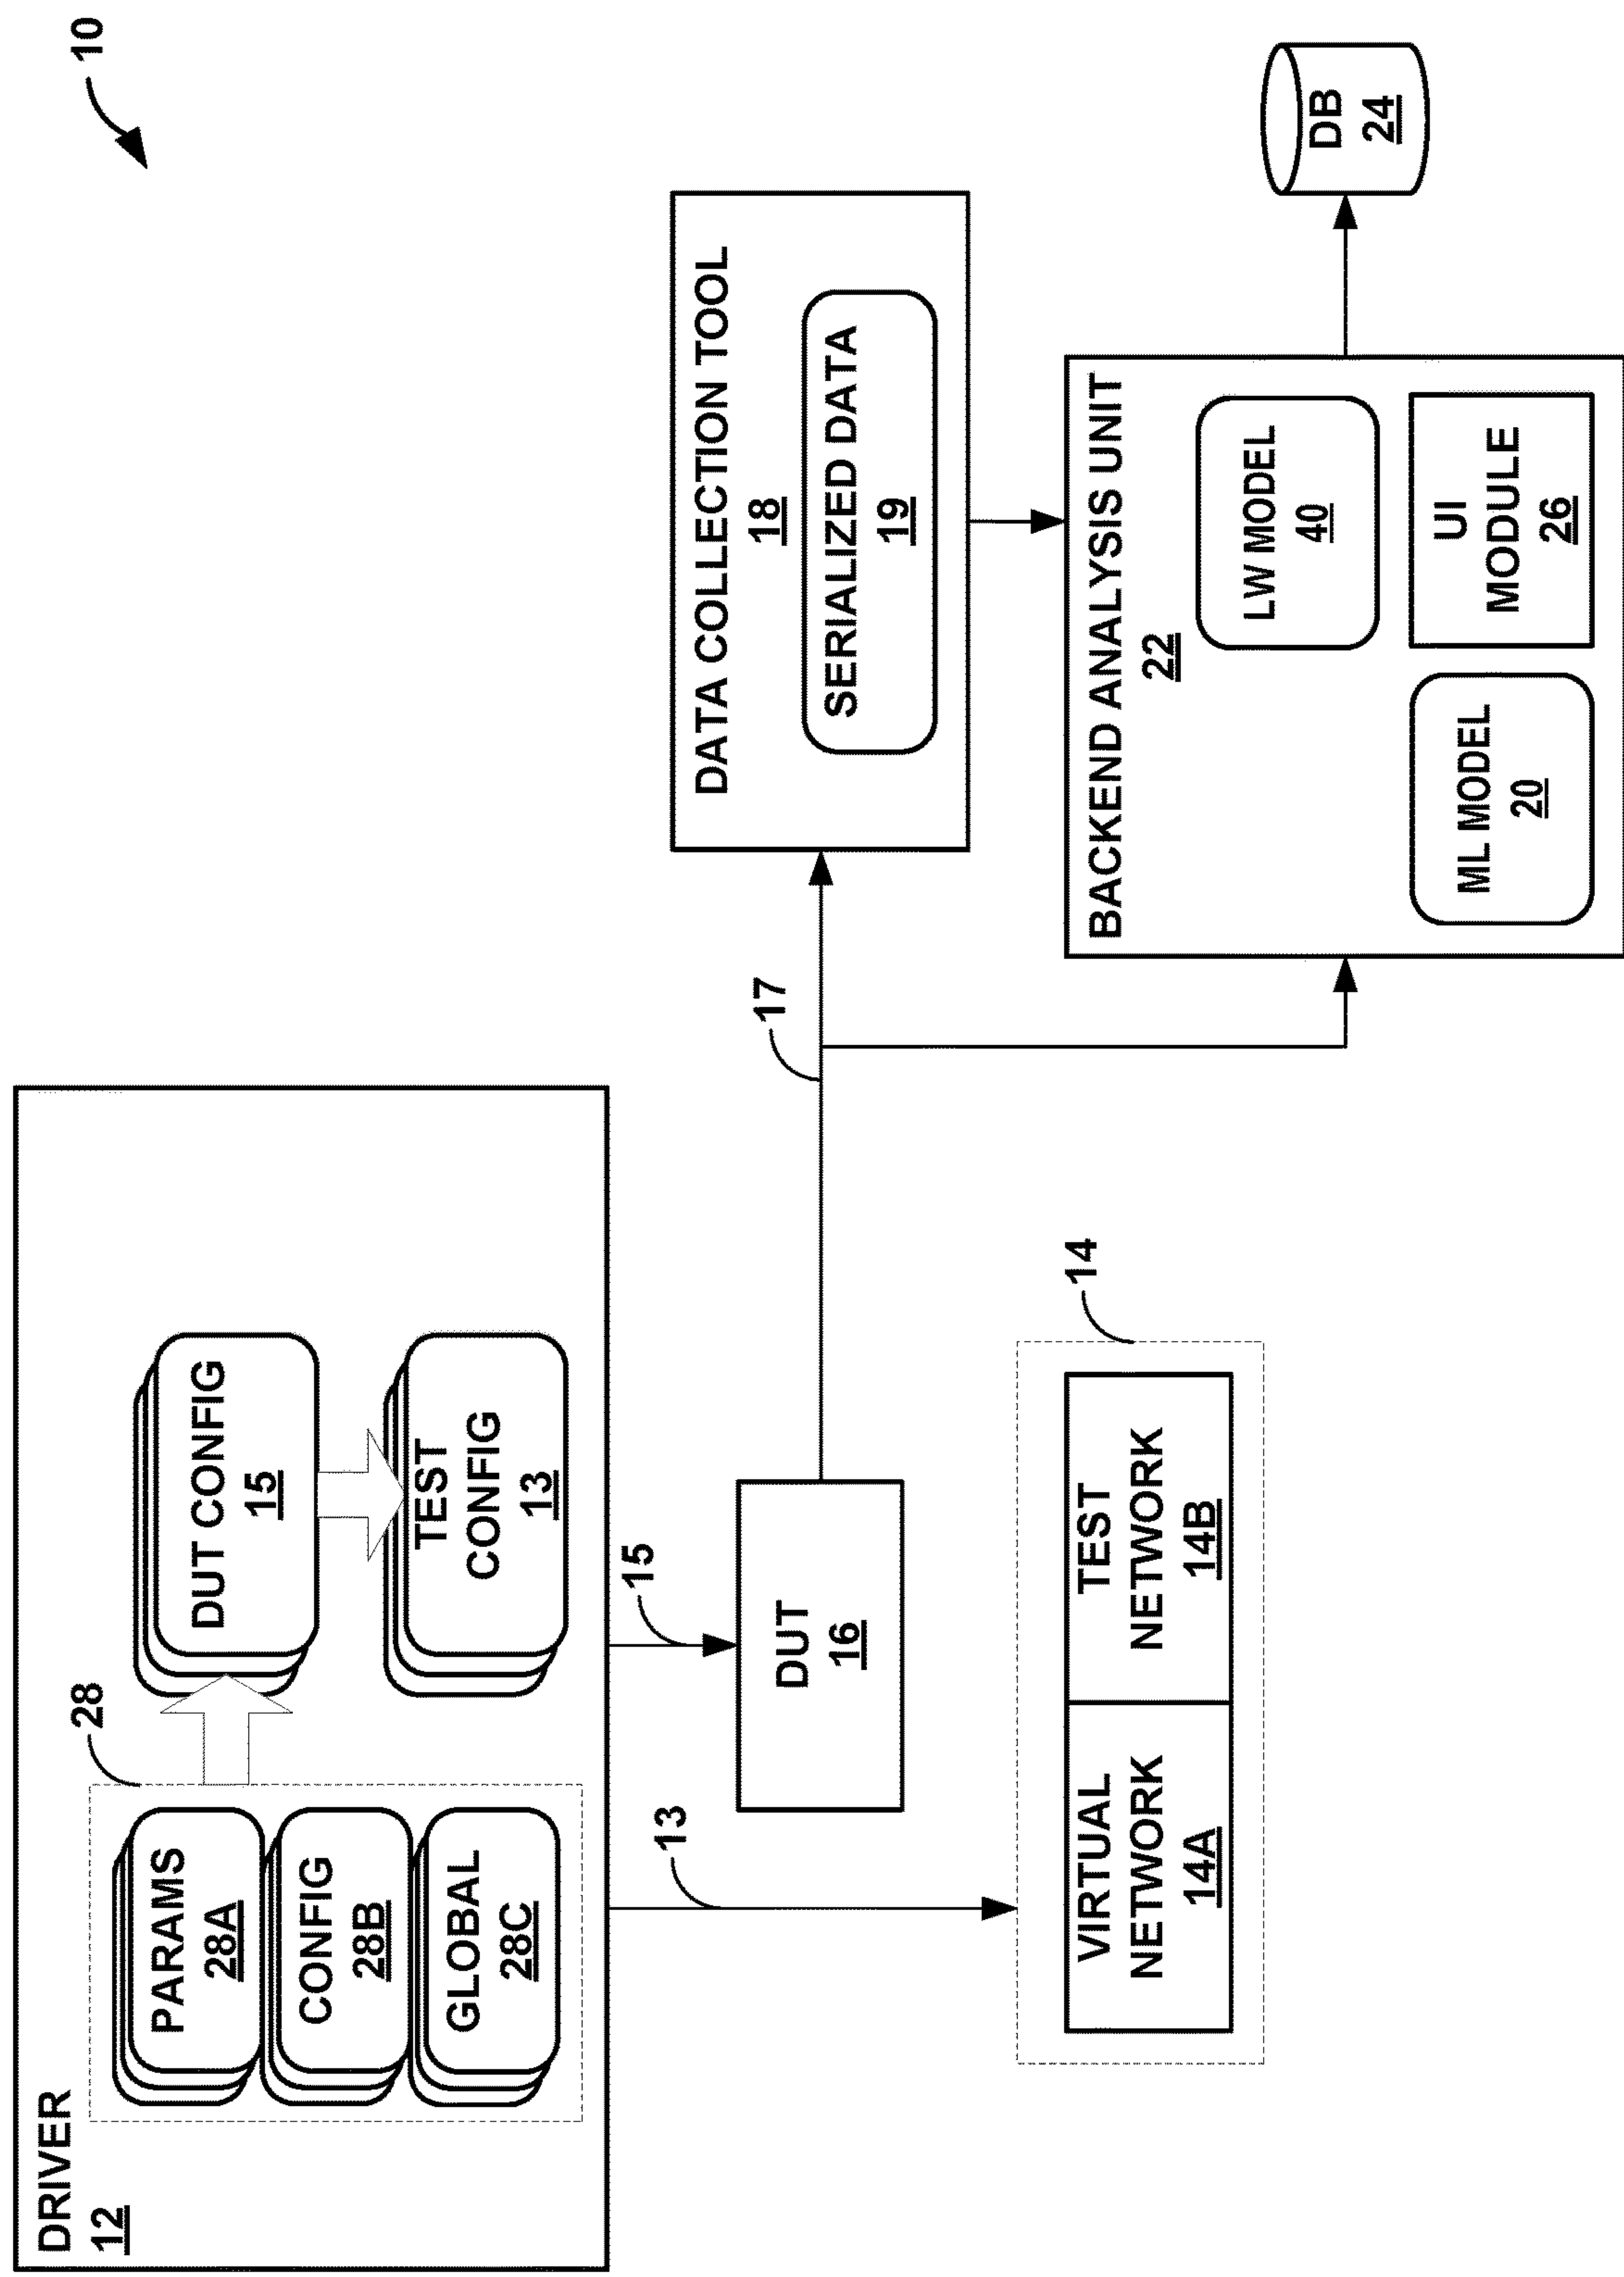 10
DRIVER
12
28
PARAMS
28A
CONFIG
28B
GLOBAL
28C
DUT CONFIG
15
TEST
CONFIG
13
13
15
DUT
16
17
14
VIRTUAL
NETWORK
14A
TEST
NETWORK
14B
DATA COLLECTION TOOL
18
SERIALIZED DATA
19
BACKEND ANALYSIS UNIT
22
LW MODEL
40
ML MODEL
20
UI
MODULE
26
DB
24